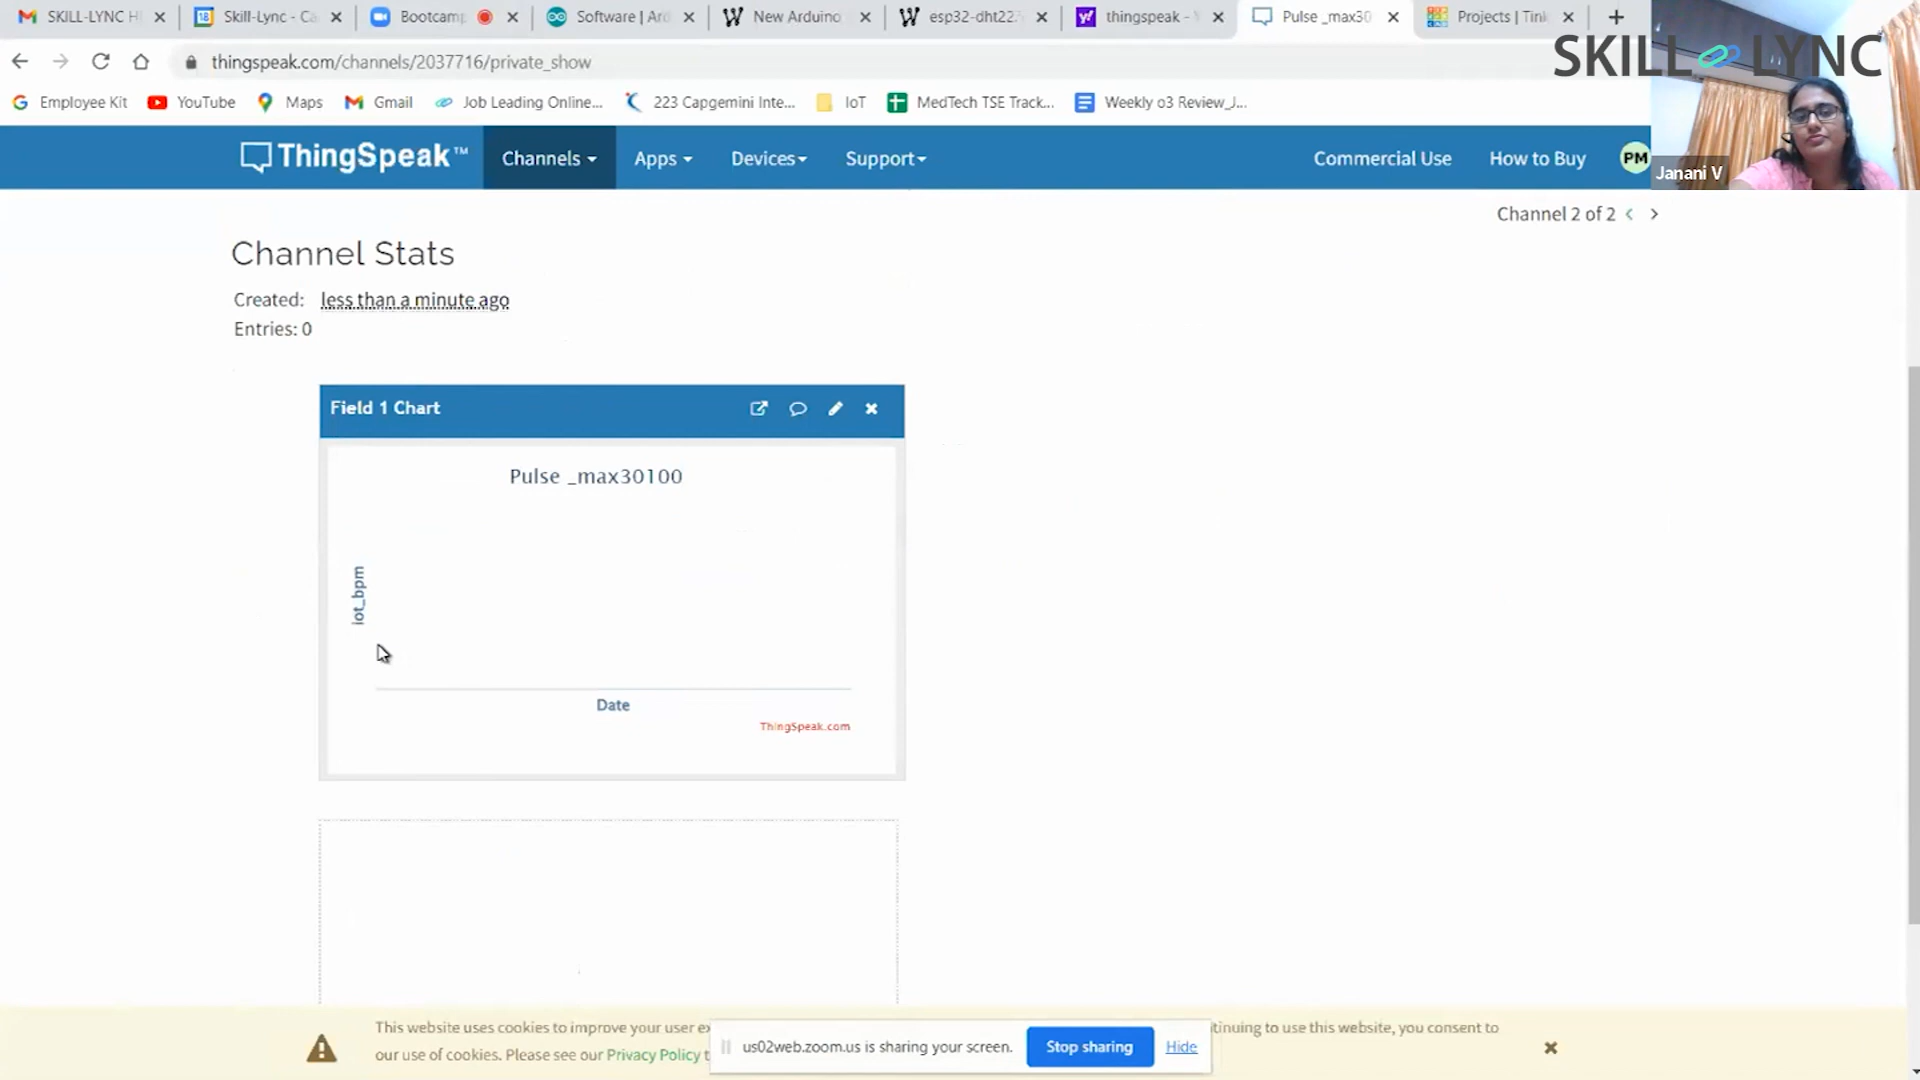 SKILL-LYNC H
Skill-Lync - Ca
Bootcamp
Software | Ard
New Arduino
esp32-dht22.
thingspeak -
Pulse _max30
Projects | Tink
thingspeak.com/channels/2037716/private_show
SKILL LYNC
Employee Kit
YouTube
Maps
Gmail
Job Leading Online...
223 Capgemini Inte...
IoT
MedTech TSE Track...
Weekly o3 Review_J...
ThingSpeak™
Channels
Apps
Devices
Support
Commercial Use
How to Buy
PM
Janani V
Channel 2 of 2
Channel Stats
Created: less than a minute ago
Entries: 0
Field 1 Chart
Pulse _max30100
iot_bpm
Date
ThingSpeak.com
This website uses cookies to improve your user ex
tinuing to use this website, you consent to
our use of cookies. Please see our Privacy Policy t
us02web.zoom.us is sharing your screen.
Stop sharing
Hide